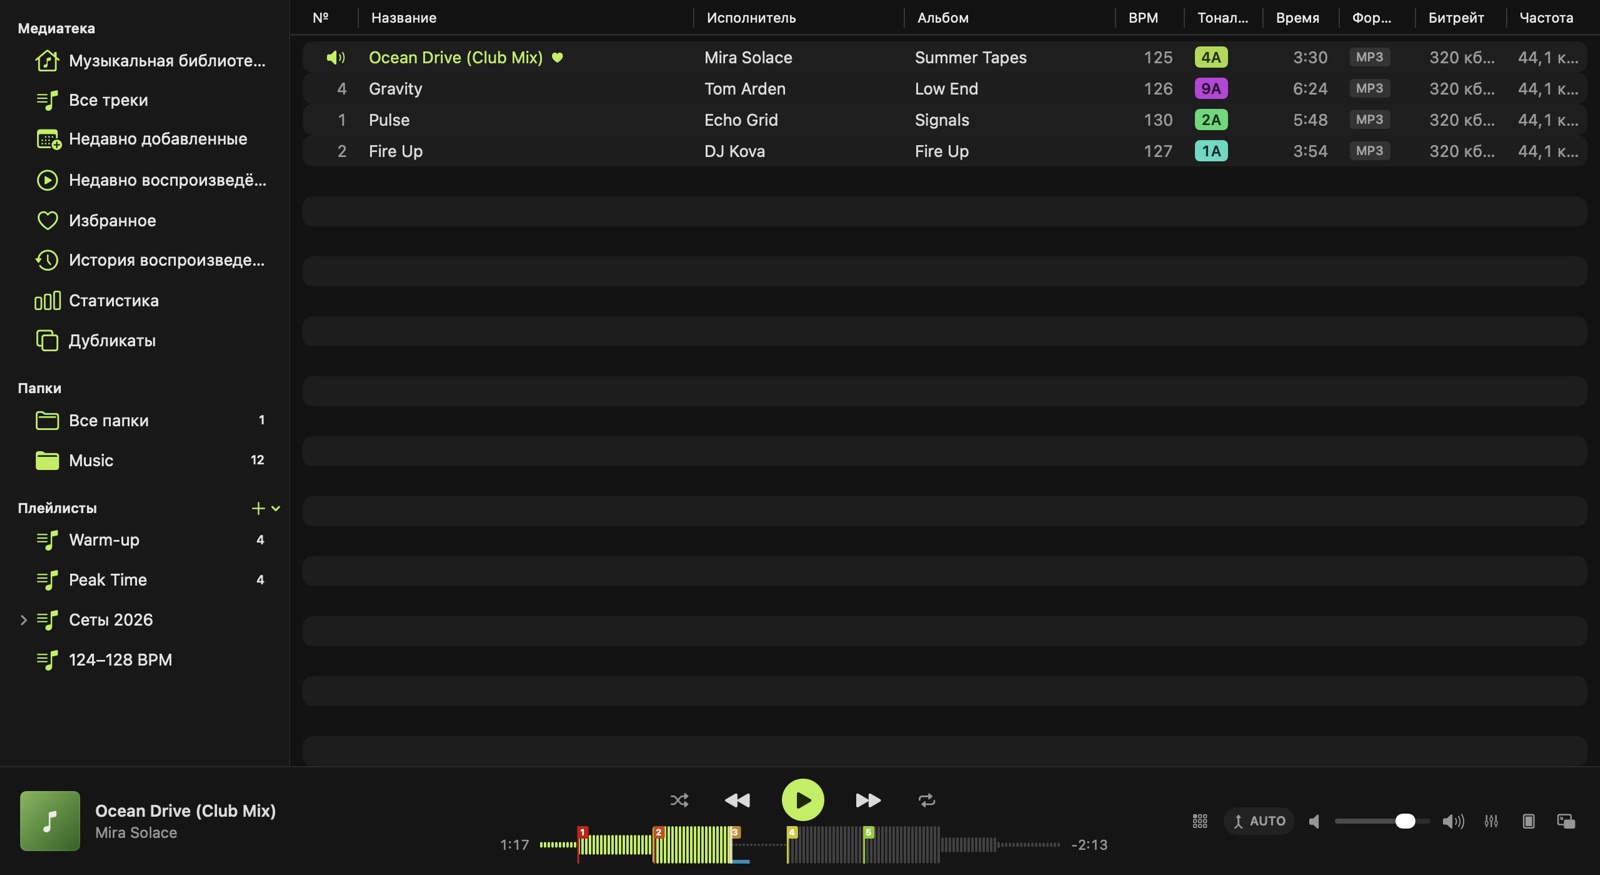 Медиатека
Музыкальная библиоте...
Все треки
Недавно добавленные
Недавно воспроизведё...
Избранное
История воспроизведе...
Статистика
Дубликаты
Папки
Все папки 1
Music 12
Плейлисты
Warm-up 4
Peak Time 4
Сеты 2026
124–128 BPM
№ Название Исполнитель Альбом BPM Тонал... Время Фор... Битрейт Частота
Ocean Drive (Club Mix) Mira Solace Summer Tapes 125 4A 3:30 MP3 320 кб... 44,1 к...
4 Gravity Tom Arden Low End 126 9A 6:24 MP3 320 кб... 44,1 к...
1 Pulse Echo Grid Signals 130 2A 5:48 MP3 320 кб... 44,1 к...
2 Fire Up DJ Kova Fire Up 127 1A 3:54 MP3 320 кб... 44,1 к...
Ocean Drive (Club Mix)
Mira Solace
1 2 3 4 5
1:17 -2:13
AUTO